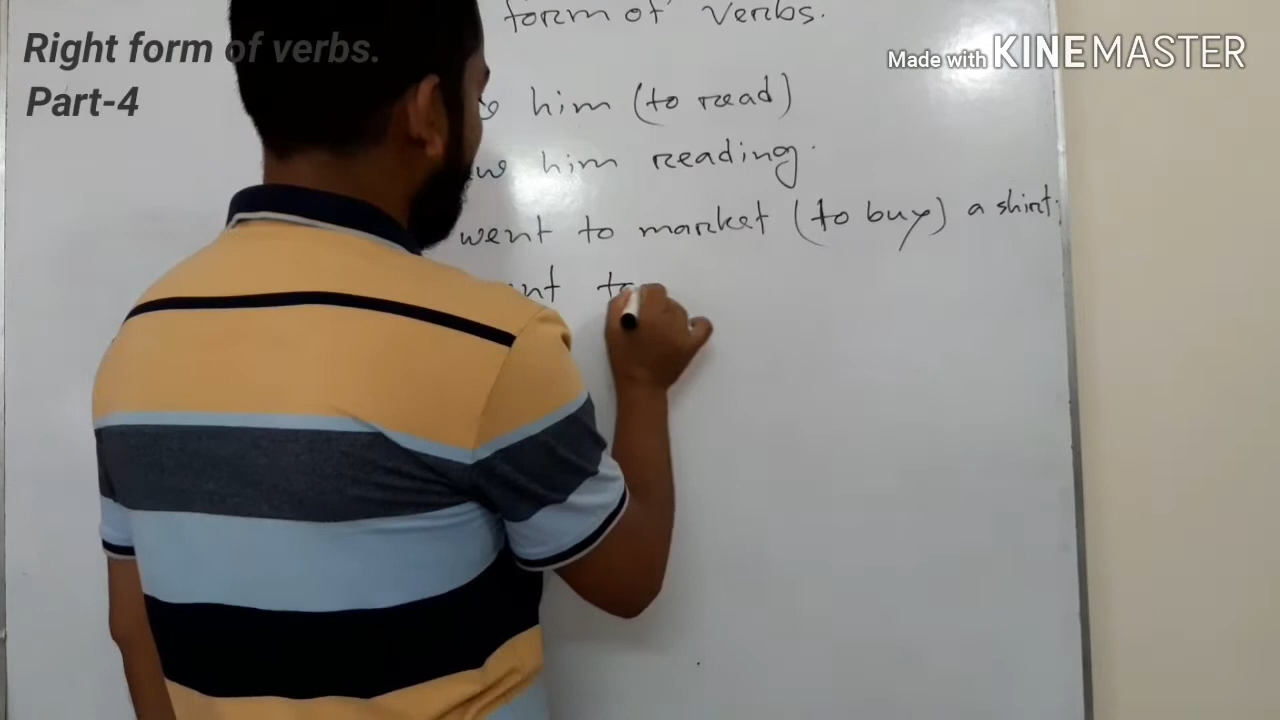 Right form of verbs.
Part-4
Made with KINEMASTER
form of verbs.
him (to read)
him reading.
went to market (to buy) a shirt.
to